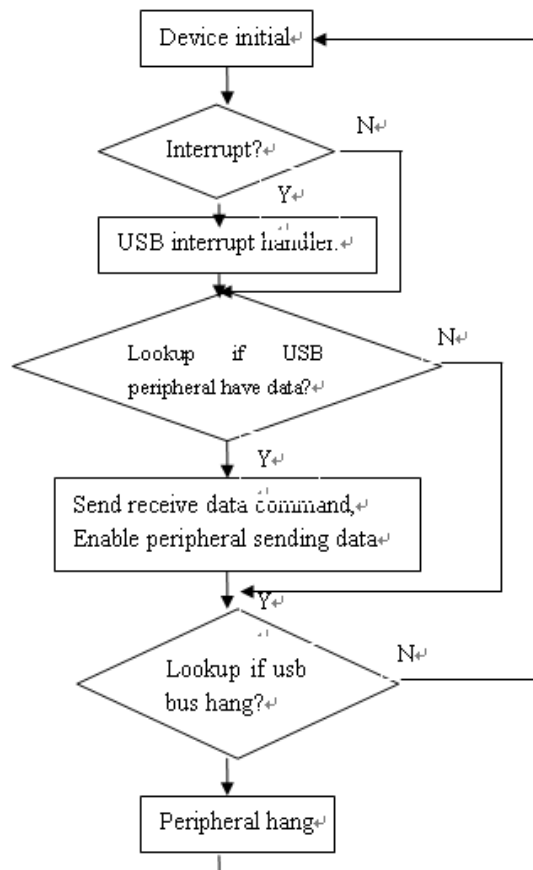 Device initial↵
N↵
Interrupt?↵
Y↵
USB interrupt handler.↵
N↵
Lookup if USB
peripheral have data?↵
Y↵
Send receive data command,↵
Enable peripheral sending data↵
Y↵
N↵
Lookup if usb
bus hang?↵
Peripheral hang↵